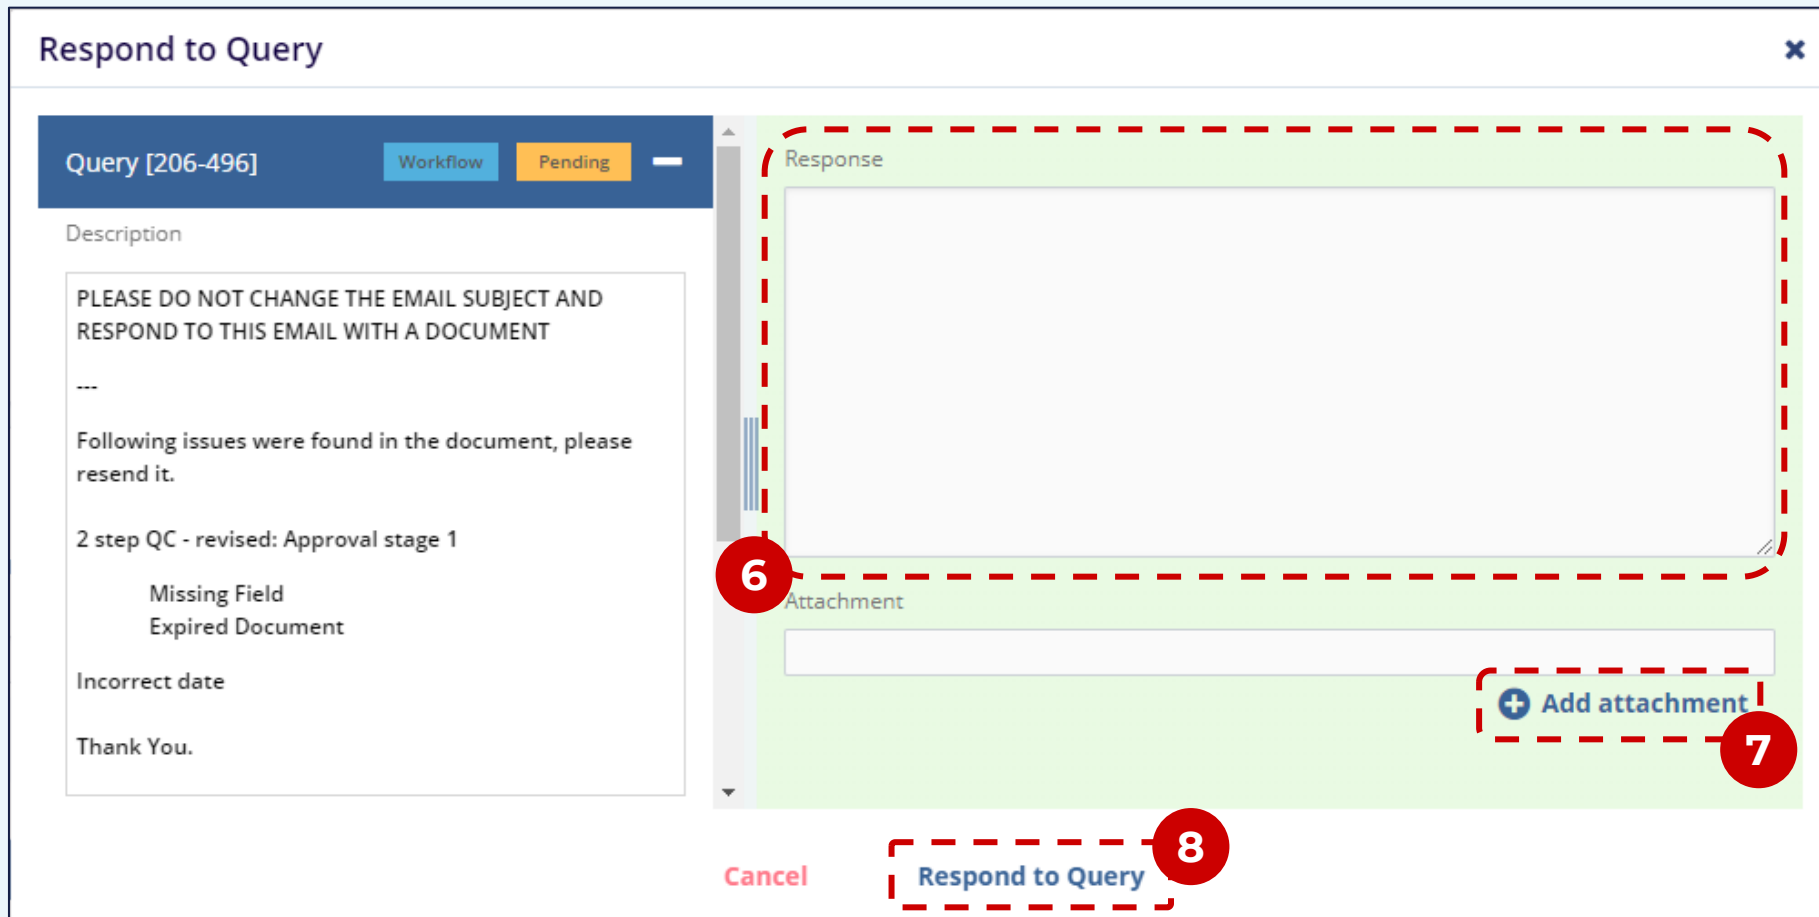 Respond to Query
Query [206-496]
Workflow
Pending
Description
PLEASE DO NOT CHANGE THE EMAIL SUBJECT AND
RESPOND TO THIS EMAIL WITH A DOCUMENT
---
Following issues were found in the document, please
resend it.
2 step QC - revised: Approval stage 1
Missing Field
Expired Document
Incorrect date
Thank You.
Response
6
Attachment
Add attachment
7
Cancel
Respond to Query
8